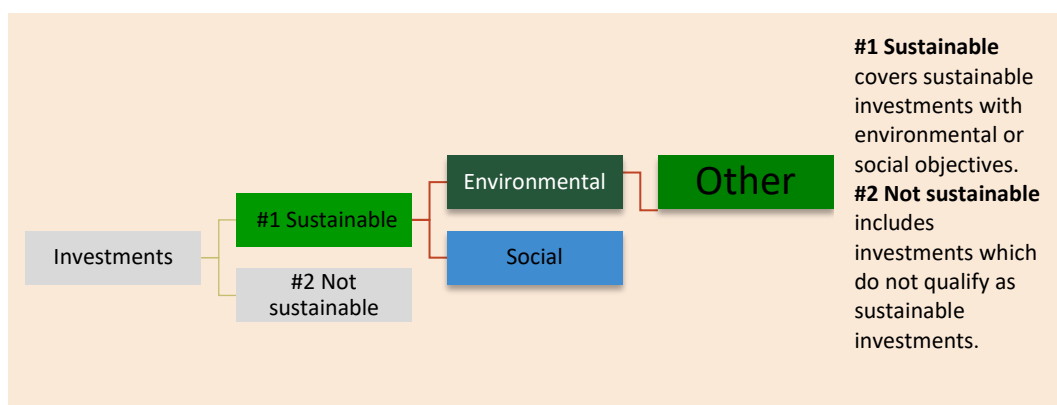 Investments
#1 Sustainable
#2 Not
sustainable
Environmental
Social
Other
#1 Sustainable
covers sustainable
investments with
environmental or
social objectives.
#2 Not sustainable
includes
investments which
do not qualify as
sustainable
investments.